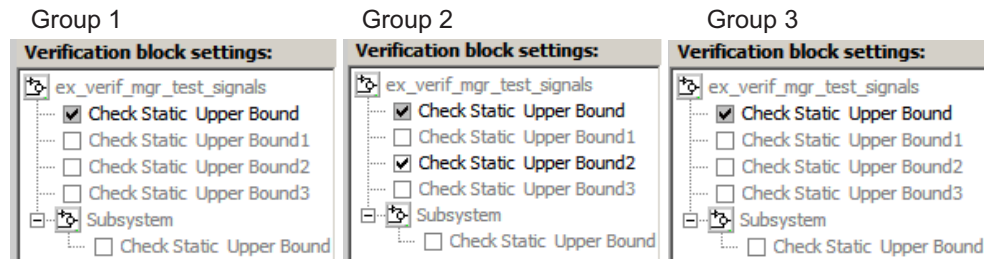 Group 1
Verification block settings:
ex_verif_mgr_test_signals
Check Static Upper Bound
Check Static Upper Bound1
Check Static Upper Bound2
Check Static Upper Bound3
Subsystem
Check Static Upper Bound
Group 2
Verification block settings:
ex_verif_mgr_test_signals
Check Static Upper Bound
Check Static Upper Bound1
Check Static Upper Bound2
Check Static Upper Bound3
Subsystem
Check Static Upper Bound
Group 3
Verification block settings:
ex_verif_mgr_test_signals
Check Static Upper Bound
Check Static Upper Bound1
Check Static Upper Bound2
Check Static Upper Bound3
Subsystem
Check Static Upper Bound